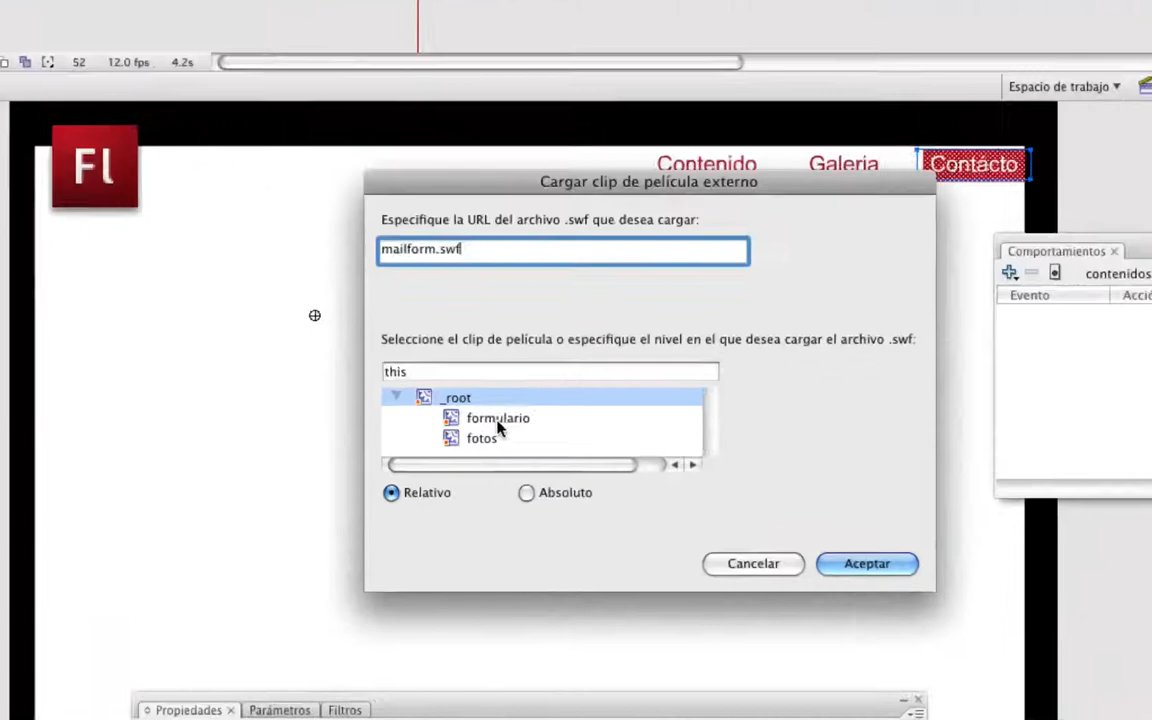 52 12.0 fps 4.2s
Espacio de trabajo
Fl
Contenido Galeria Contacto
Cargar clip de película externo
Especifique la URL del archivo .swf que desea cargar:
mailform.swf
Comportamientos
contenidos
Evento Acció
Seleccione el clip de película o especifique el nivel en el que desea cargar el archivo .swf:
this
_root
formulario
fotos
Relativo Absoluto
Cancelar Aceptar
Propiedades Parámetros Filtros